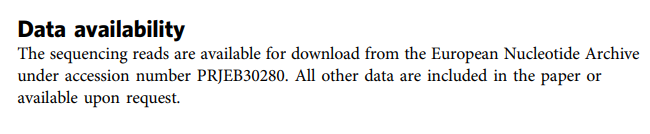 Data availability
The sequencing reads are available for download from the European Nucleotide Archive
under accession number PRJEB30280. All other data are included in the paper or
available upon request.